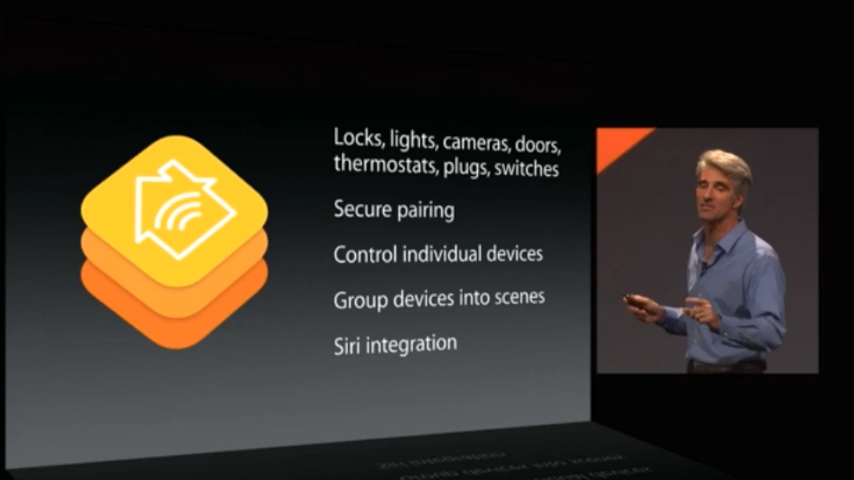 Locks, lights, cameras, doors,
thermostats, plugs, switches
Secure pairing
Control individual devices
Group devices into scenes
Siri integration